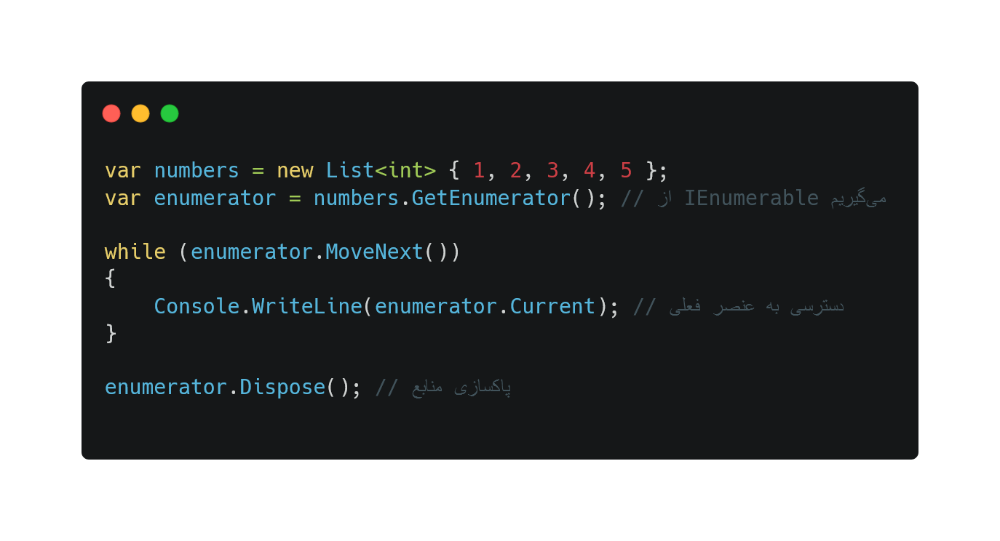 var numbers = new List<int> { 1, 2, 3, 4, 5 };
var enumerator = numbers.GetEnumerator(); // از IEnumerable می‌گیریم
while (enumerator.MoveNext())
{
    Console.WriteLine(enumerator.Current); // دسترسی به عنصر فعلی
}
enumerator.Dispose(); // پاکسازی منابع